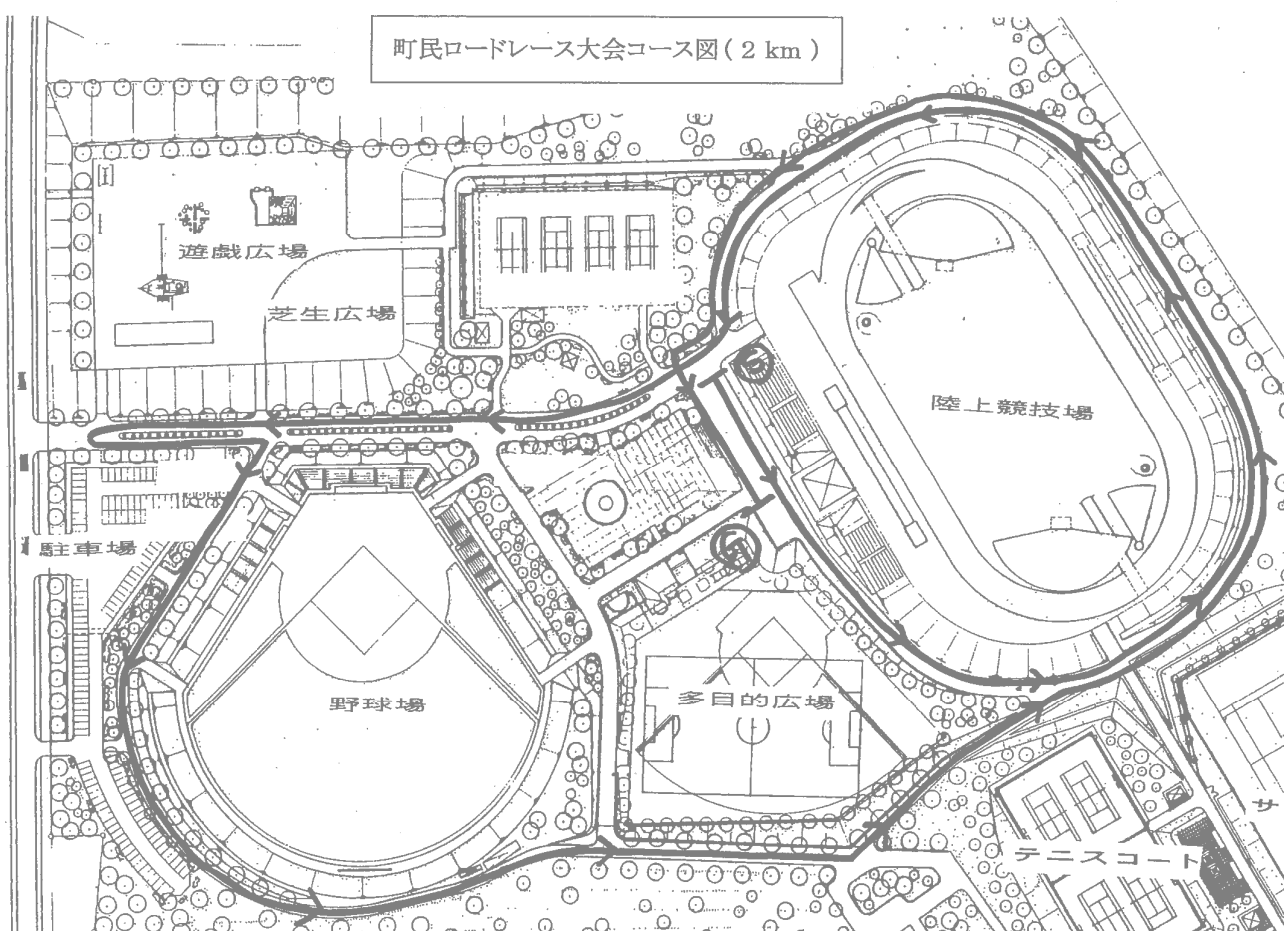 町民ロードレース大会コース図( 2 km )
遊戯広場
芝生広場
陸上競技場
駐車場
野球場
多目的広場
サ
テニスコート